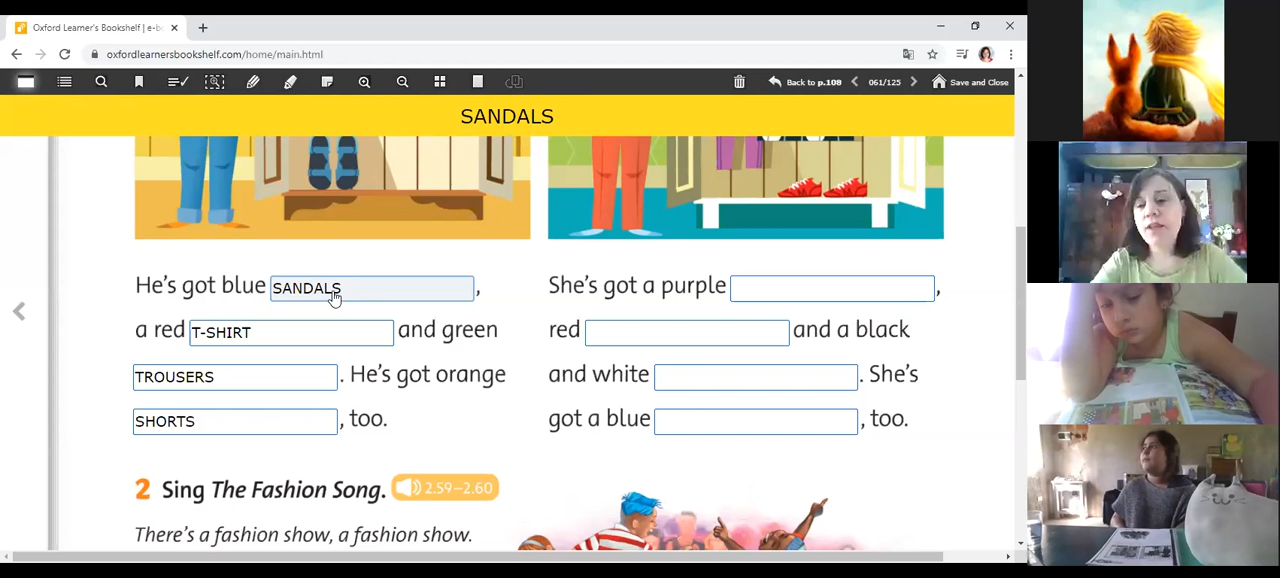 Oxford Learner's Bookshelf | e-b
oxfordlearnersbookshelf.com/home/main.html
Back to p.108
061/125
Save and Close
SANDALS
He's got blue SANDALS,
a red T-SHIRT and green
TROUSERS. He's got orange
SHORTS, too.
She's got a purple ,
red and a black
and white . She's
got a blue , too.
2 Sing The Fashion Song. 2.59–2.60
There's a fashion show, a fashion show.